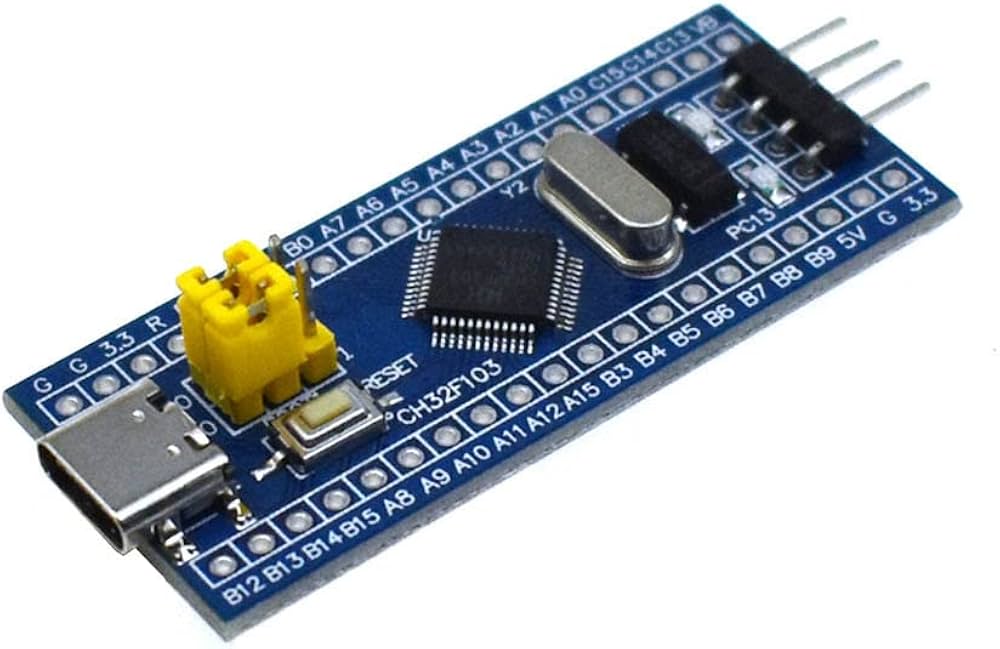 G G 3.3 R B0 A7 A6 A5 A4 A3 A2 A1 A0 C15 C14 C13 VB
Y2
PC13
RESET
CH32F103
B12 B13 B14 B15 A8 A9 A10 A11 A12 A15 B3 B4 B5 B6 B7 B8 B9 5V G 3.3